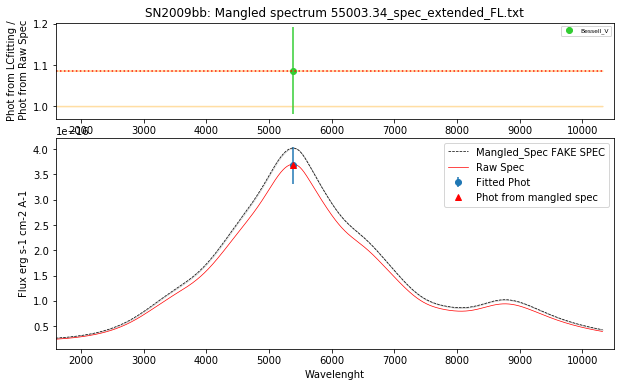 SN2009bb: Mangled spectrum 55003.34_spec_extended_FL.txt
Phot from LCfitting /
Phot from Raw Spec
1.2
1.1
1.0
Bessell_V
2000 3000 4000 5000 6000 7000 8000 9000 10000
1e−16
Flux erg s-1 cm-2 A-1
4.0
3.5
3.0
2.5
2.0
1.5
1.0
0.5
Mangled_Spec FAKE SPEC
Raw Spec
Fitted Phot
Phot from mangled spec
2000 3000 4000 5000 6000 7000 8000 9000 10000
Wavelenght